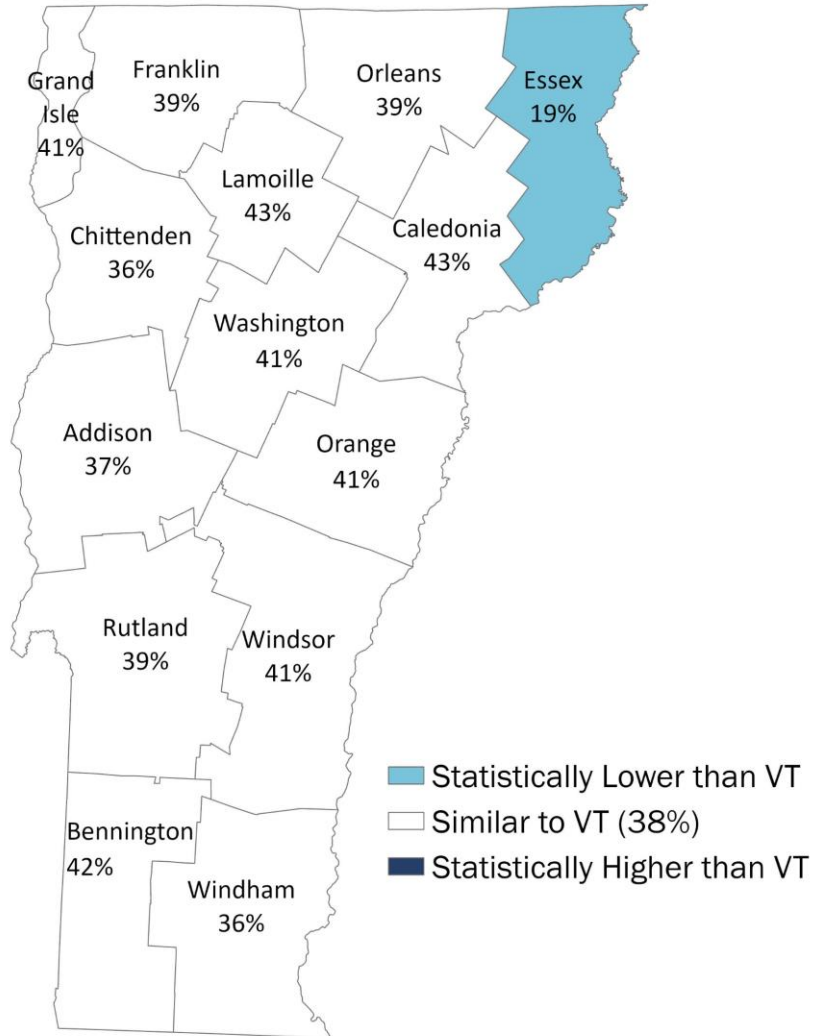 Grand
Isle
41%
Franklin
39%
Orleans
39%
Essex
19%
Lamoille
43%
Chittenden
36%
Caledonia
43%
Washington
41%
Addison
37%
Orange
41%
Rutland
39%
Windsor
41%
Bennington
42%
Windham
36%
Statistically Lower than VT
Similar to VT (38%)
Statistically Higher than VT